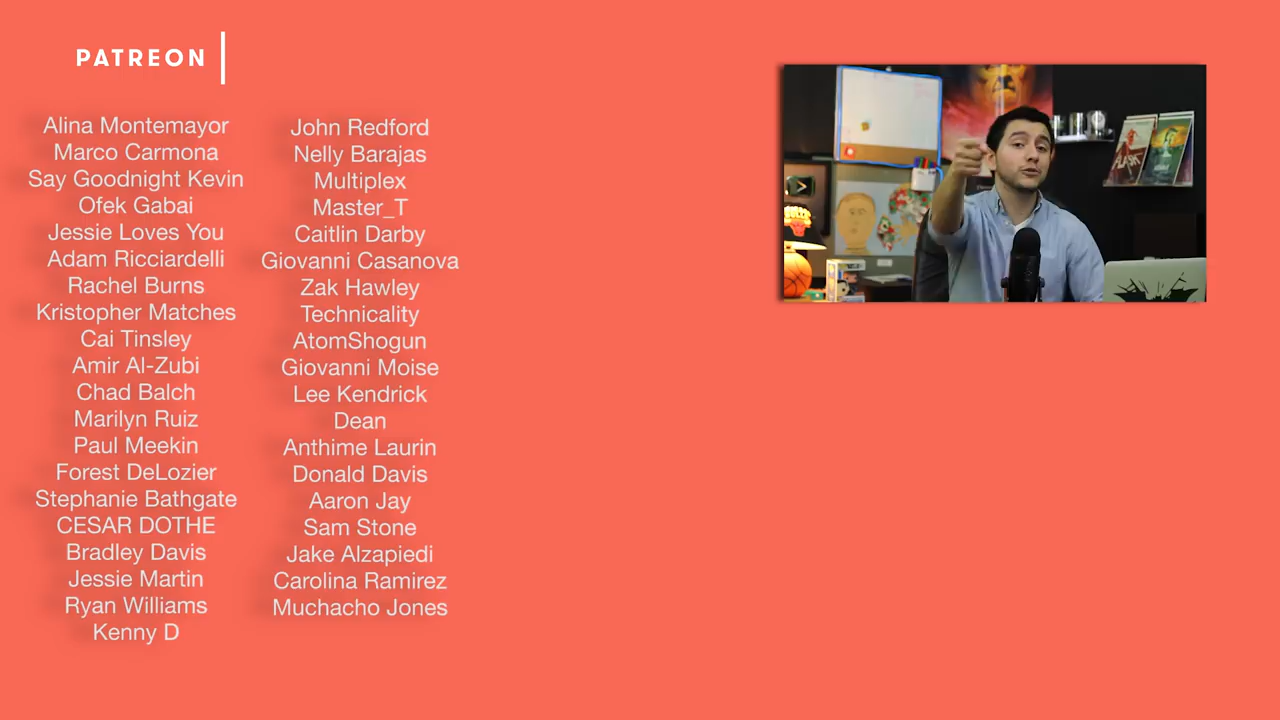 PATREON
Alina Montemayor
Marco Carmona
Say Goodnight Kevin
Ofek Gabai
Jessie Loves You
Adam Ricciardelli
Rachel Burns
Kristopher Matches
Cai Tinsley
Amir Al-Zubi
Chad Balch
Marilyn Ruiz
Paul Meekin
Forest DeLozier
Stephanie Bathgate
CESAR DOTHE
Bradley Davis
Jessie Martin
Ryan Williams
Kenny D
John Redford
Nelly Barajas
Multiplex
Master_T
Caitlin Darby
Giovanni Casanova
Zak Hawley
Technicality
AtomShogun
Giovanni Moise
Lee Kendrick
Dean
Anthime Laurin
Donald Davis
Aaron Jay
Sam Stone
Jake Alzapiedi
Carolina Ramirez
Muchacho Jones
FLASH